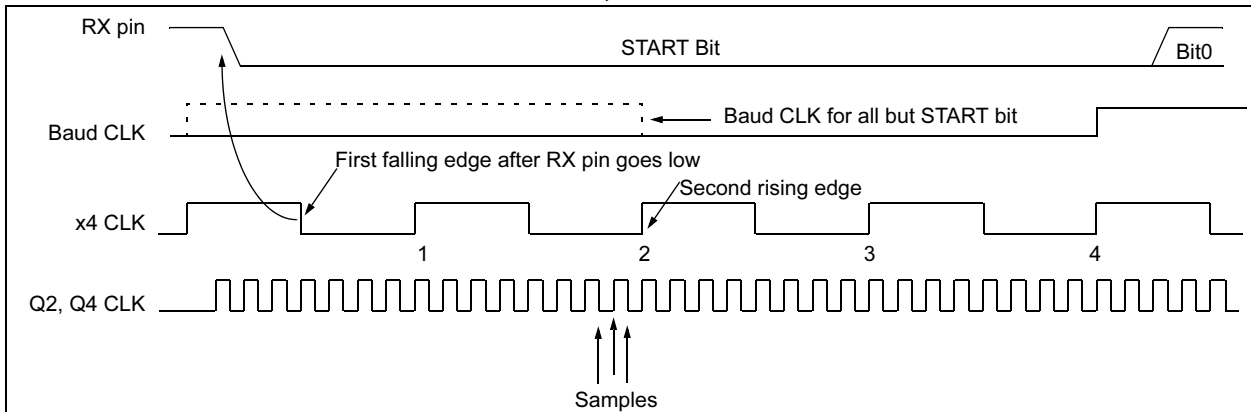 RX pin
START Bit
Bit0
Baud CLK for all but START bit
Baud CLK
First falling edge after RX pin goes low
Second rising edge
x4 CLK
1 2 3 4
Q2, Q4 CLK
Samples